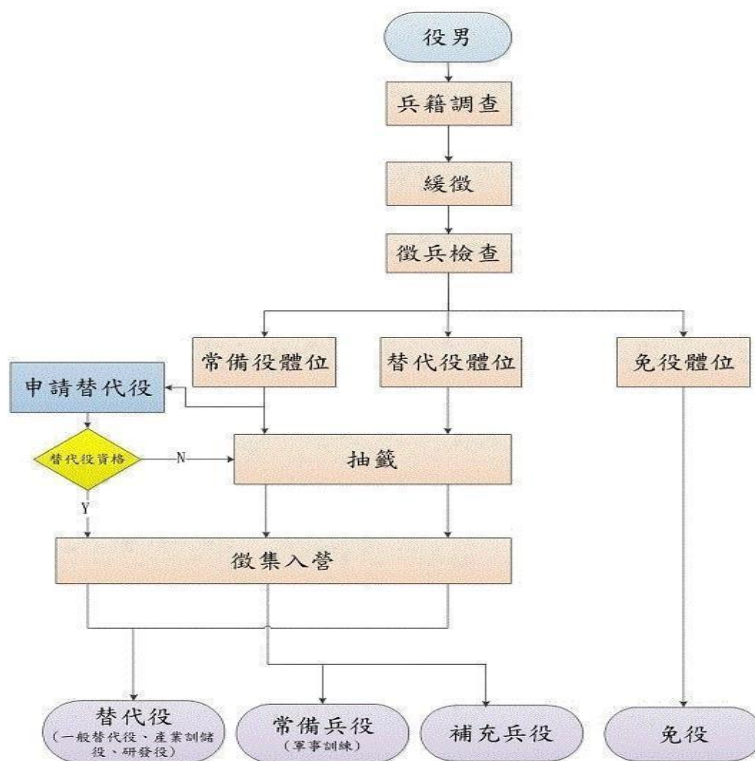 役男
兵籍調查
緩徵
徵兵檢查
常備役體位
替代役體位
免役體位
申請替代役
替代役資格
N
抽籤
Y
徵集入營
替代役
(一般替代役、產業訓儲
役、研發役)
常備兵役
(軍事訓練)
補充兵役
免役